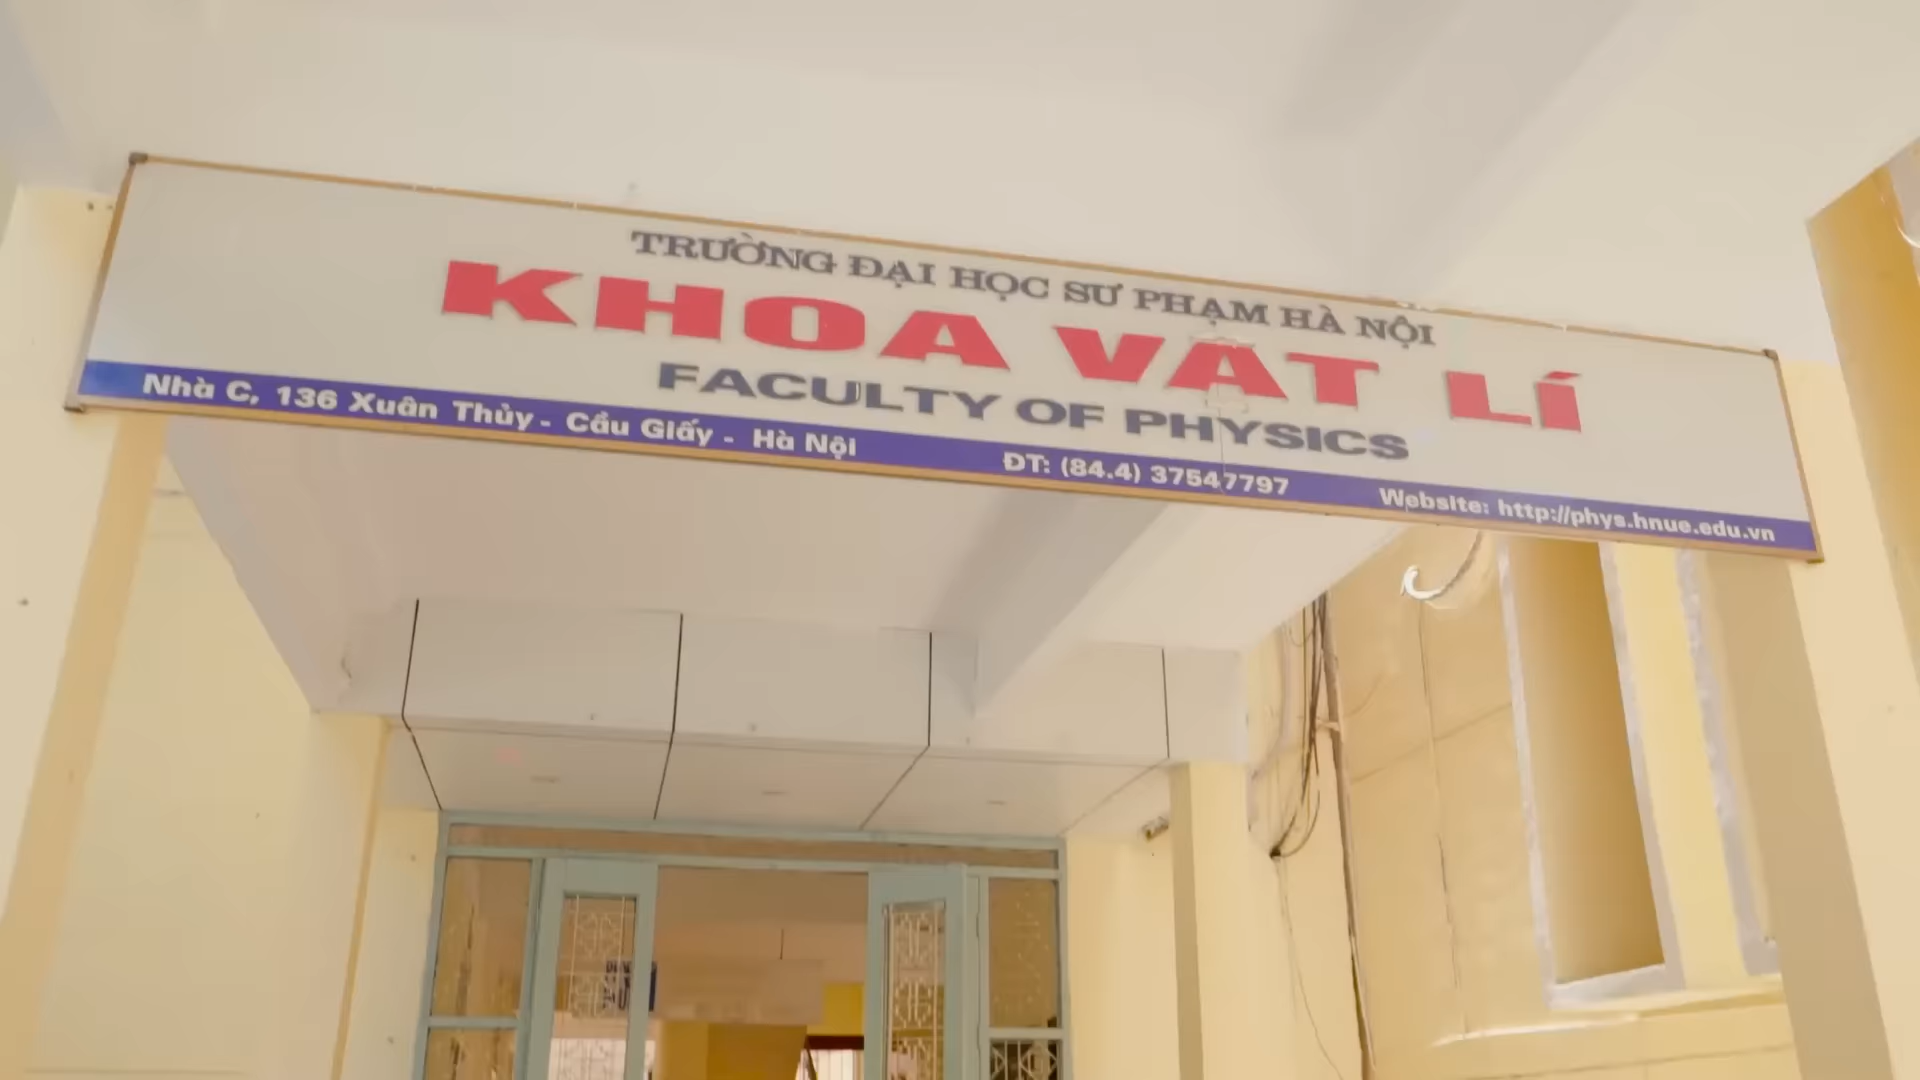 TRƯỜNG ĐẠI HỌC SƯ PHẠM HÀ NỘI
KHOA VẬT LÍ
FACULTY OF PHYSICS
Nhà C, 136 Xuân Thủy - Cầu Giấy - Hà Nội ĐT: (84.4) 37547797 Website: http://phys.hnue.edu.vn